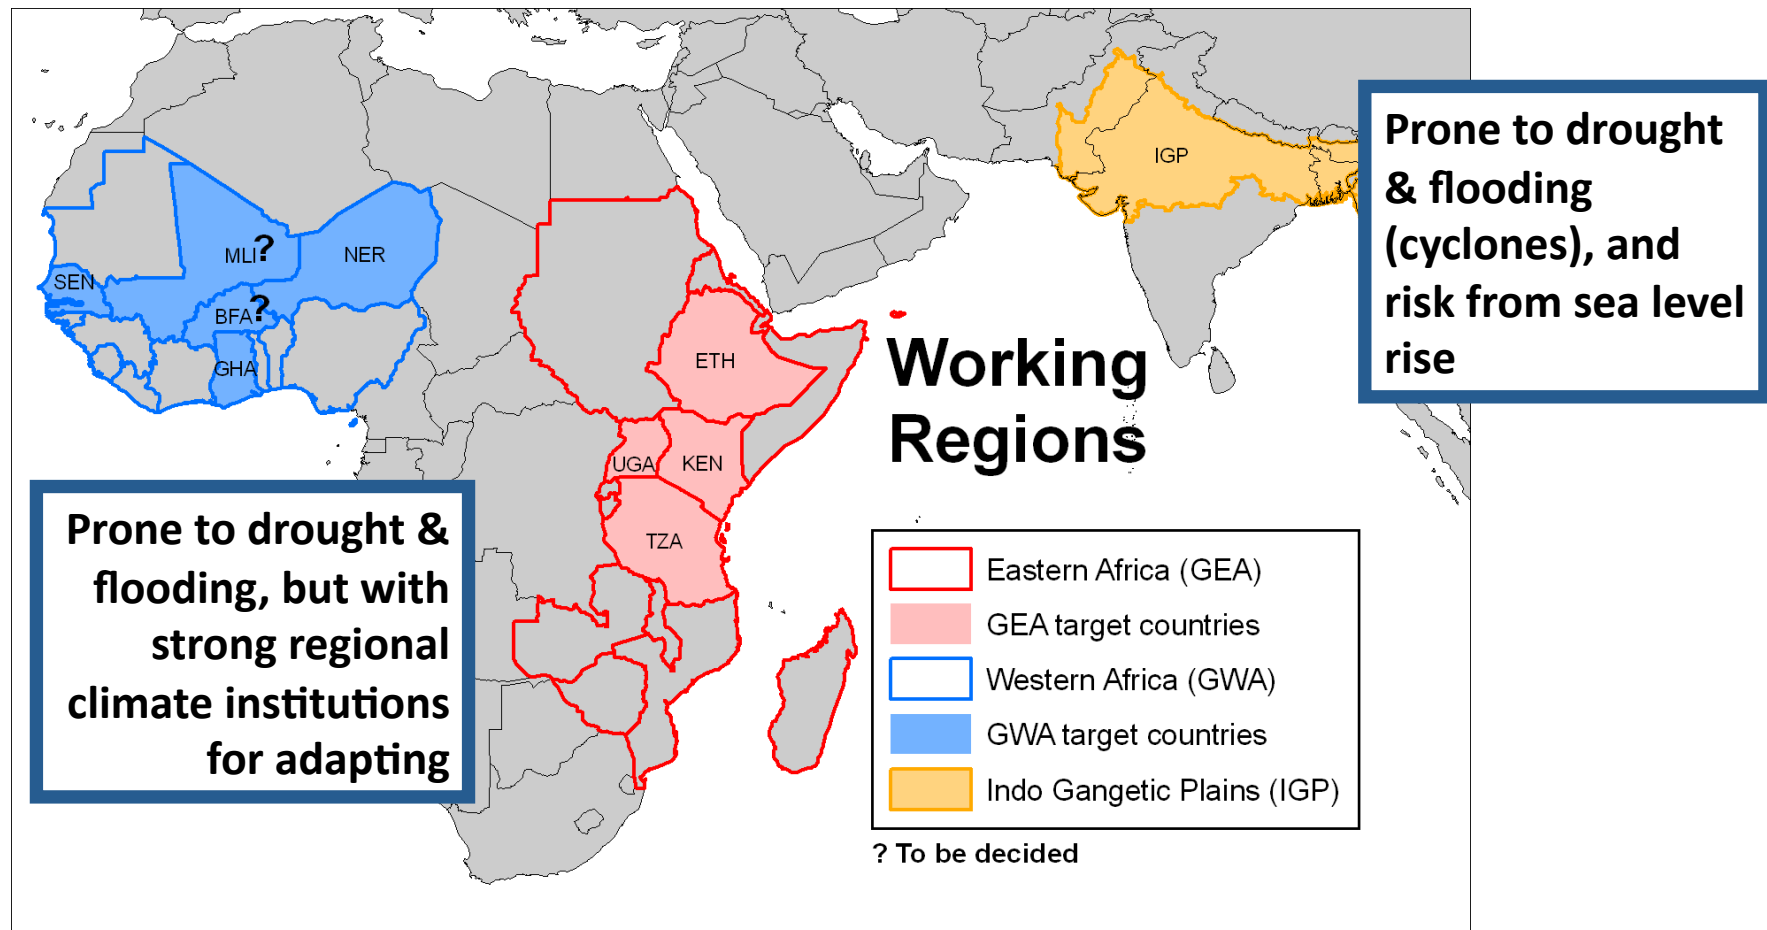 MLI?
NER
SEN
BFA?
GHA
ETH
UGA
KEN
TZA
IGP
Working
Regions
Prone to drought
& flooding
(cyclones), and
risk from sea level
rise
Prone to drought &
flooding, but with
strong regional
climate institutions
for adapting
Eastern Africa (GEA)
GEA target countries
Western Africa (GWA)
GWA target countries
Indo Gangetic Plains (IGP)
? To be decided